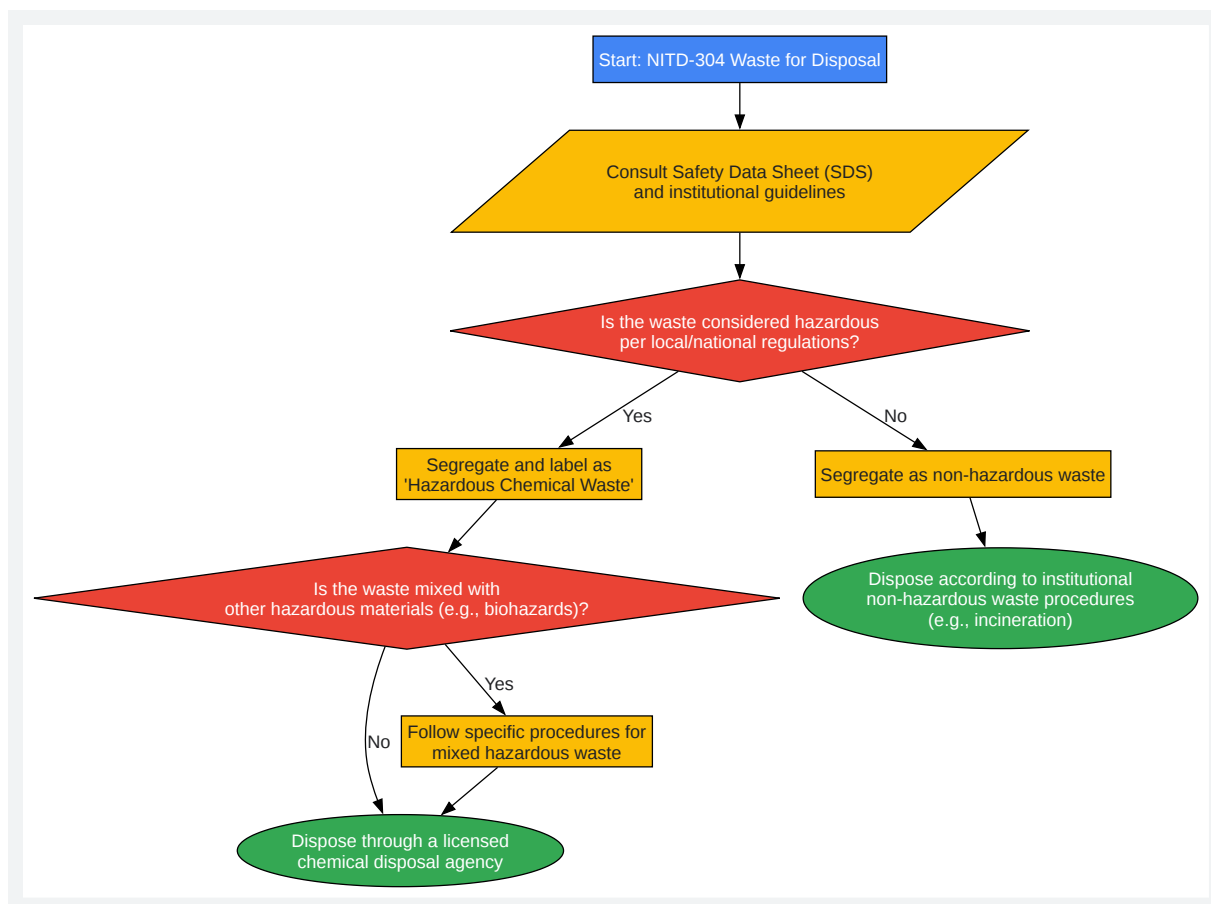 Start: NITD-304 Waste for Disposal
Consult Safety Data Sheet (SDS)
and institutional guidelines
Is the waste considered hazardous
per local/national regulations?
Yes
No
Segregate and label as
'Hazardous Chemical Waste'
Segregate as non-hazardous waste
Is the waste mixed with
other hazardous materials (e.g., biohazards)?
Dispose according to institutional
non-hazardous waste procedures
(e.g., incineration)
Yes
No
Follow specific procedures for
mixed hazardous waste
Dispose through a licensed
chemical disposal agency